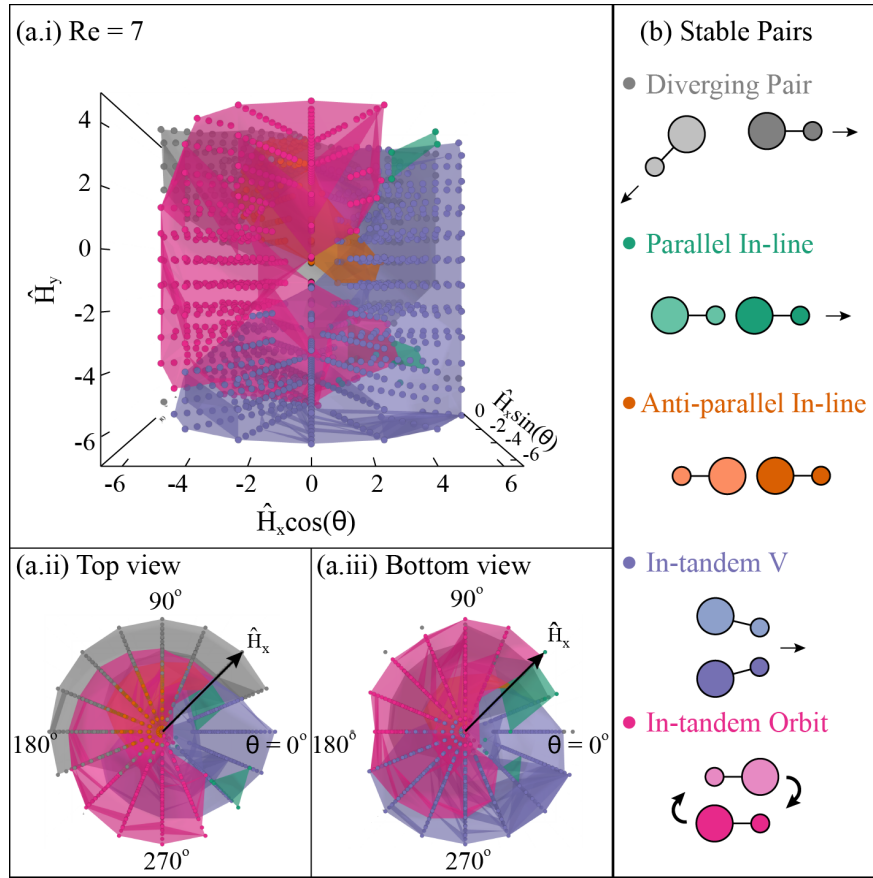 (a.i) Re = 7
4
2
0
-2
-4
-6
Ĥy
-6
-4
-2
0
2
4
6
Ĥxcos(θ)
0
-2
-4
-6
Ĥxsin(θ)
(a.ii) Top view
90°
Ĥx
180°
θ = 0°
270°
(a.iii) Bottom view
90°
Ĥx
180°
θ = 0°
270°
(b) Stable Pairs
Diverging Pair
Parallel In-line
Anti-parallel In-line
In-tandem V
In-tandem Orbit